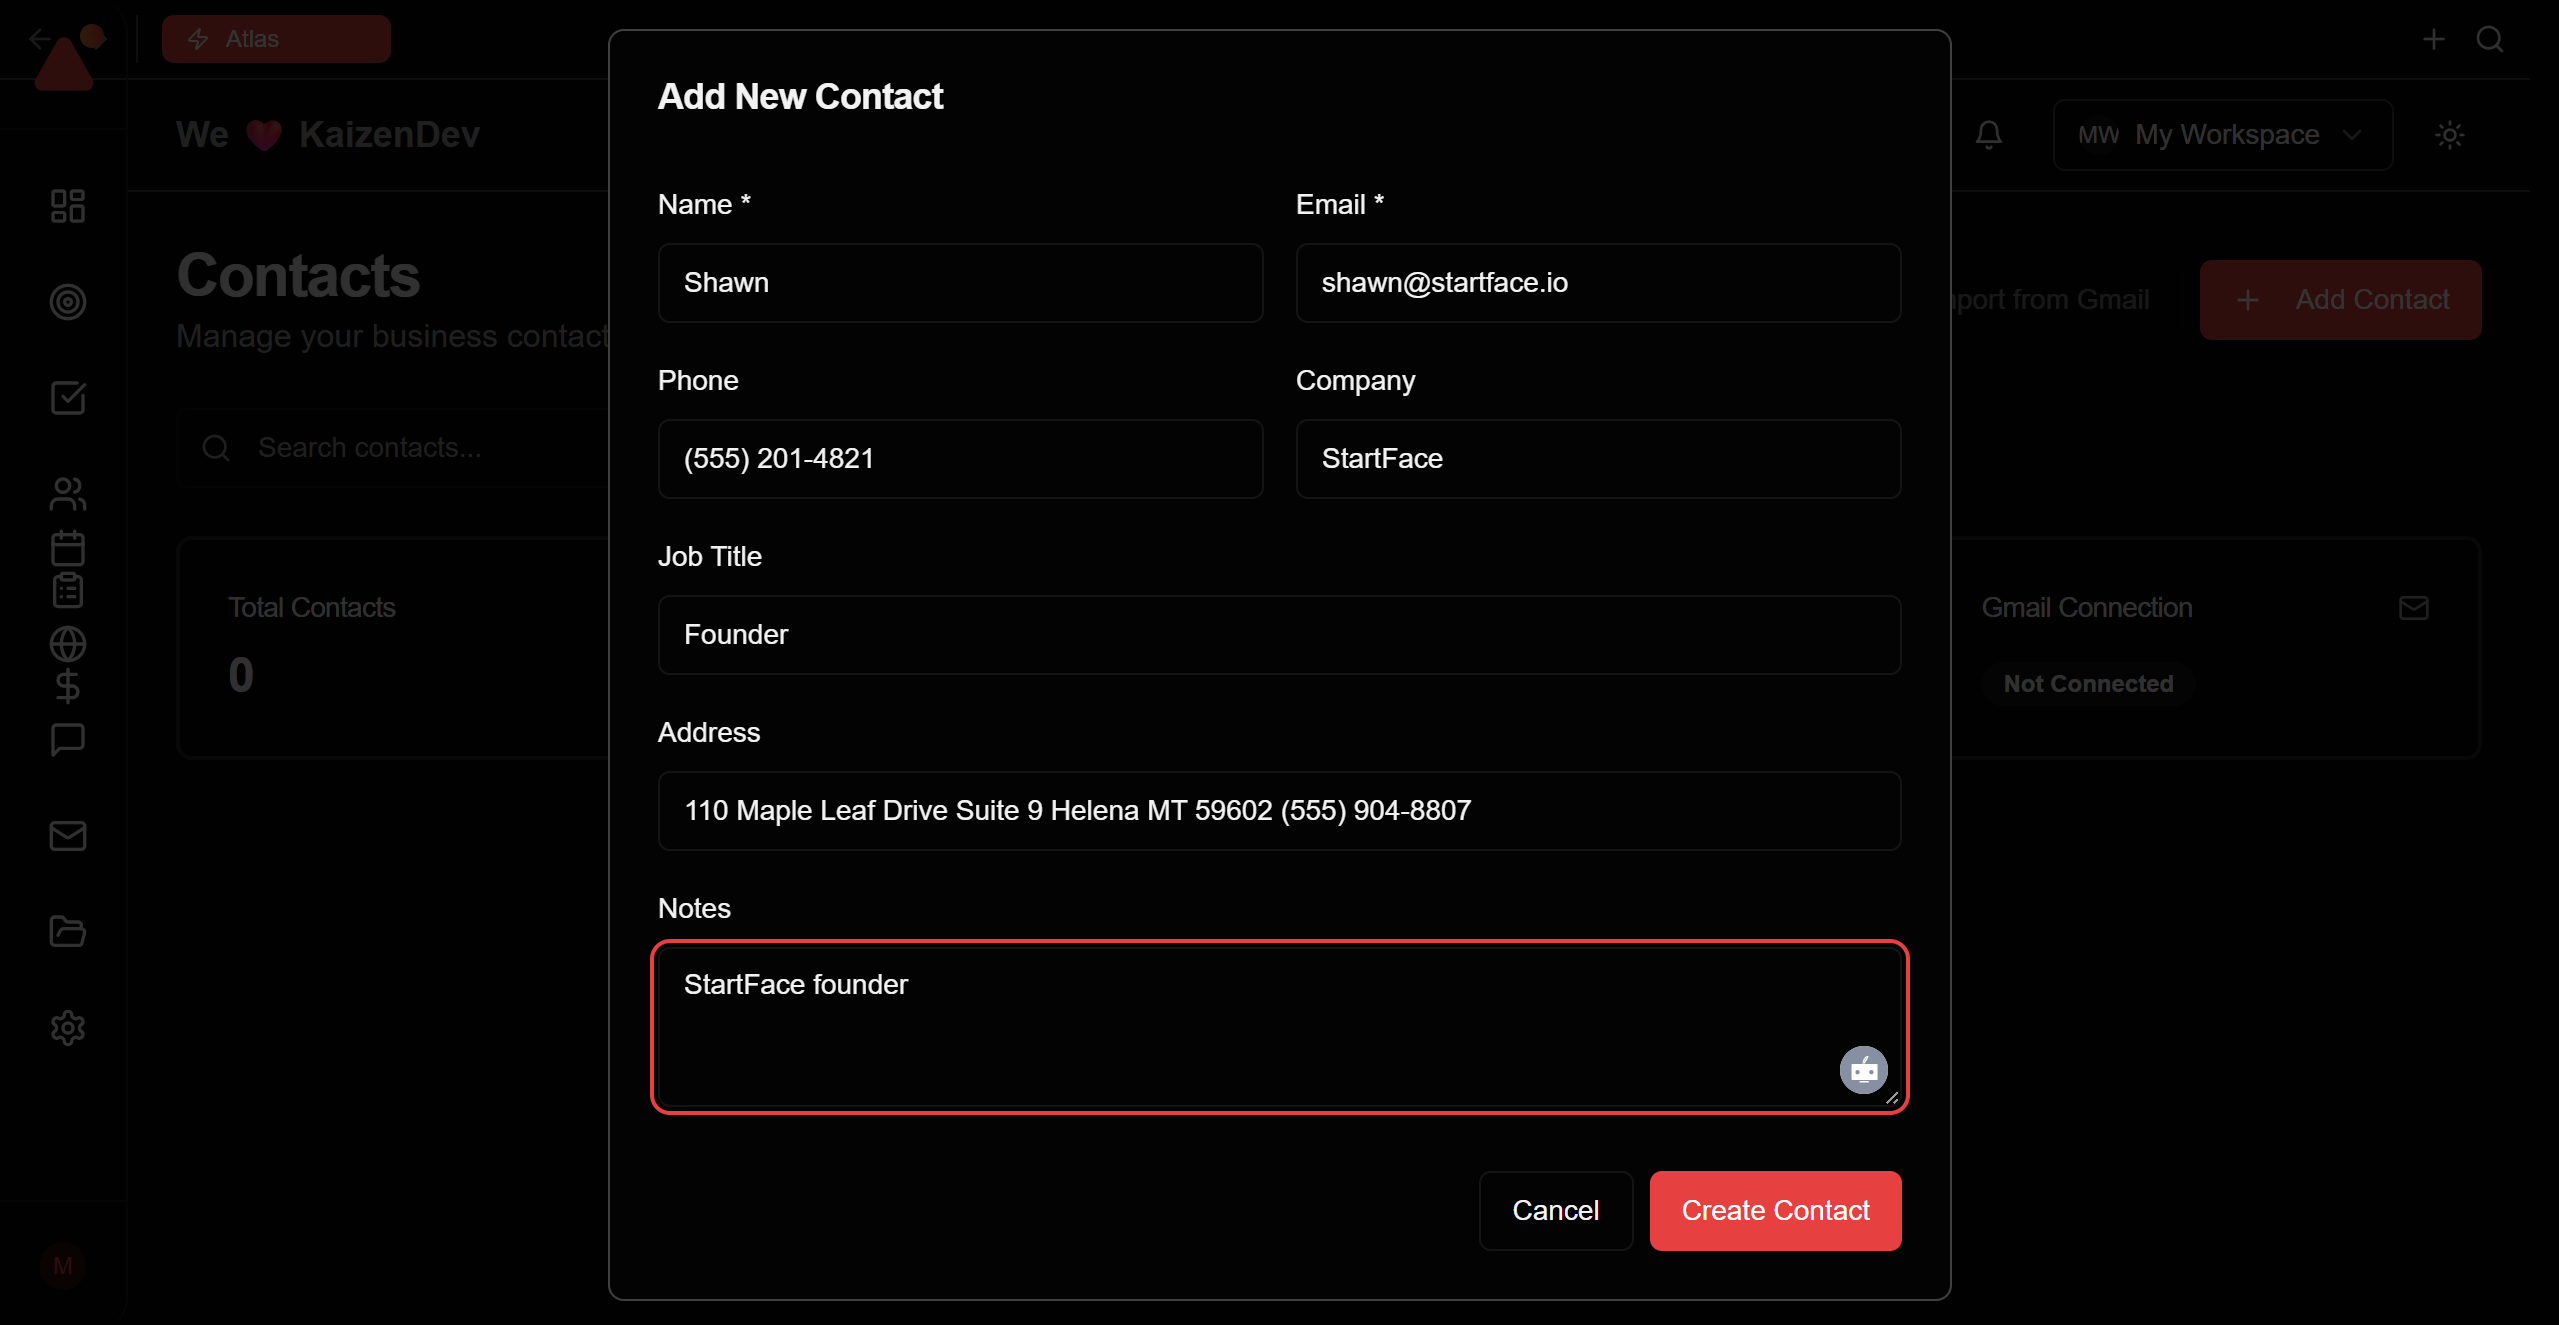 Atlas
We ❤️ KaizenDev
MW My Workspace
Contacts
Manage your business contact
port from Gmail
+ Add Contact
Search contacts...
Total Contacts
0
Gmail Connection
Not Connected
M
Add New Contact
Name *
Shawn
Email *
shawn@startface.io
Phone
(555) 201-4821
Company
StartFace
Job Title
Founder
Address
110 Maple Leaf Drive Suite 9 Helena MT 59602 (555) 904-8807
Notes
StartFace founder
Cancel
Create Contact